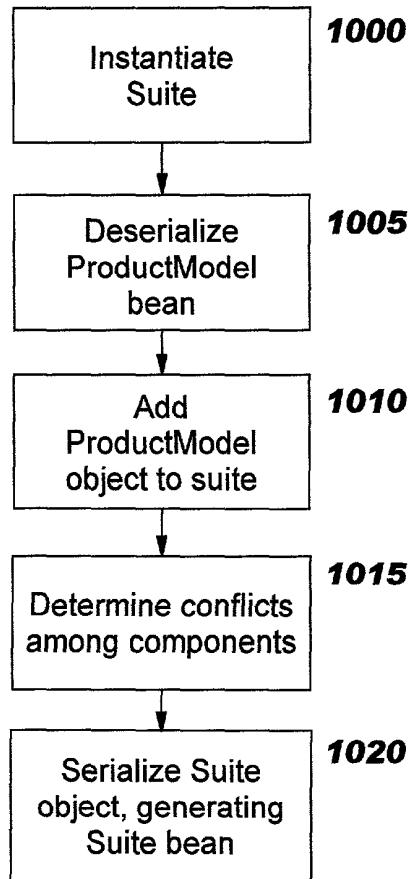 1000
Instantiate
Suite
1005
Deserialize
ProductModel
bean
1010
Add
ProductModel
object to suite
1015
Determine conflicts
among components
1020
Serialize Suite
object, generating
Suite bean